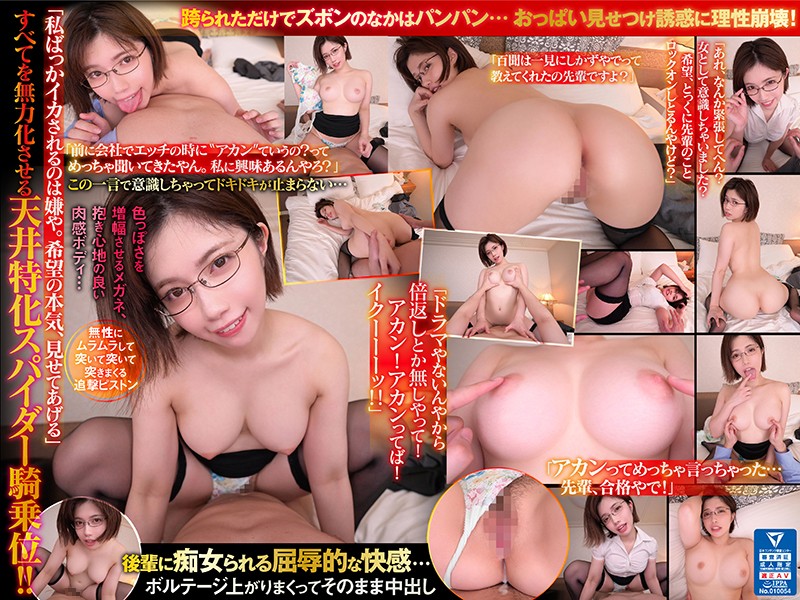 跨られただけでズボンのなかはパンパン… おっぱい見せつけ誘惑に理性崩壊!
「百聞は一見にしかずやでって
教えてくれたの先輩ですよ?」
「あれ、なんか緊張してへん?
女として意識しちゃいました?
希望、とっくに先輩のこと
ロックオンしとるんやけど?」
「前に会社でエッチの時に“アカン”ていうの?って
めっちゃ聞いてきたやん。私に興味あるんやろ?」
この一言で意識しちゃってドキドキが止まらない…
「私ばっかイカされるのは嫌や。希望の本気、見せてあげる」
すべてを無力化させる
天井特化スパイダー騎乗位!!
色っぽさを
増幅させるメガネ、
抱き心地の良い
肉感ボディ…
無性に
ムラムラして
突いて突いて
突きまくる
追撃ピストン
「ドラマやないんやから
倍返しとか無しやって!
アカン!アカンってば!
イクーーーッ!!」
「アカンってめっちゃ言っちゃった…
先輩、合格やで!」
後輩に痴女られる屈辱的な快感…
ボルテージ上がりまくってそのまま中出し
審査済証
成人限定
適正AV
IPPA
No.010054